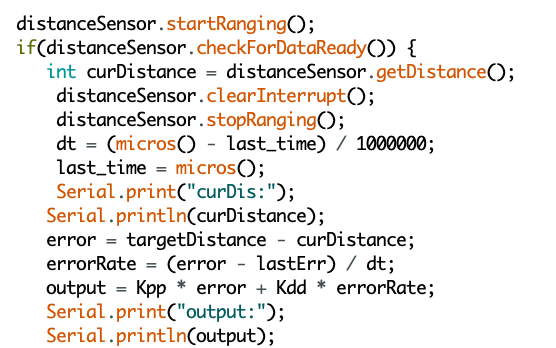 distanceSensor.startRanging();
if(distanceSensor.checkForDataReady()) {
int curDistance = distanceSensor.getDistance();
distanceSensor.clearInterrupt();
distanceSensor.stopRanging();
dt = (micros() - last_time) / 1000000;
last_time = micros();
Serial.print("curDis:");
Serial.println(curDistance);
error = targetDistance - curDistance;
errorRate = (error - lastErr) / dt;
output = Kpp * error + Kdd * errorRate;
Serial.print("output:");
Serial.println(output);